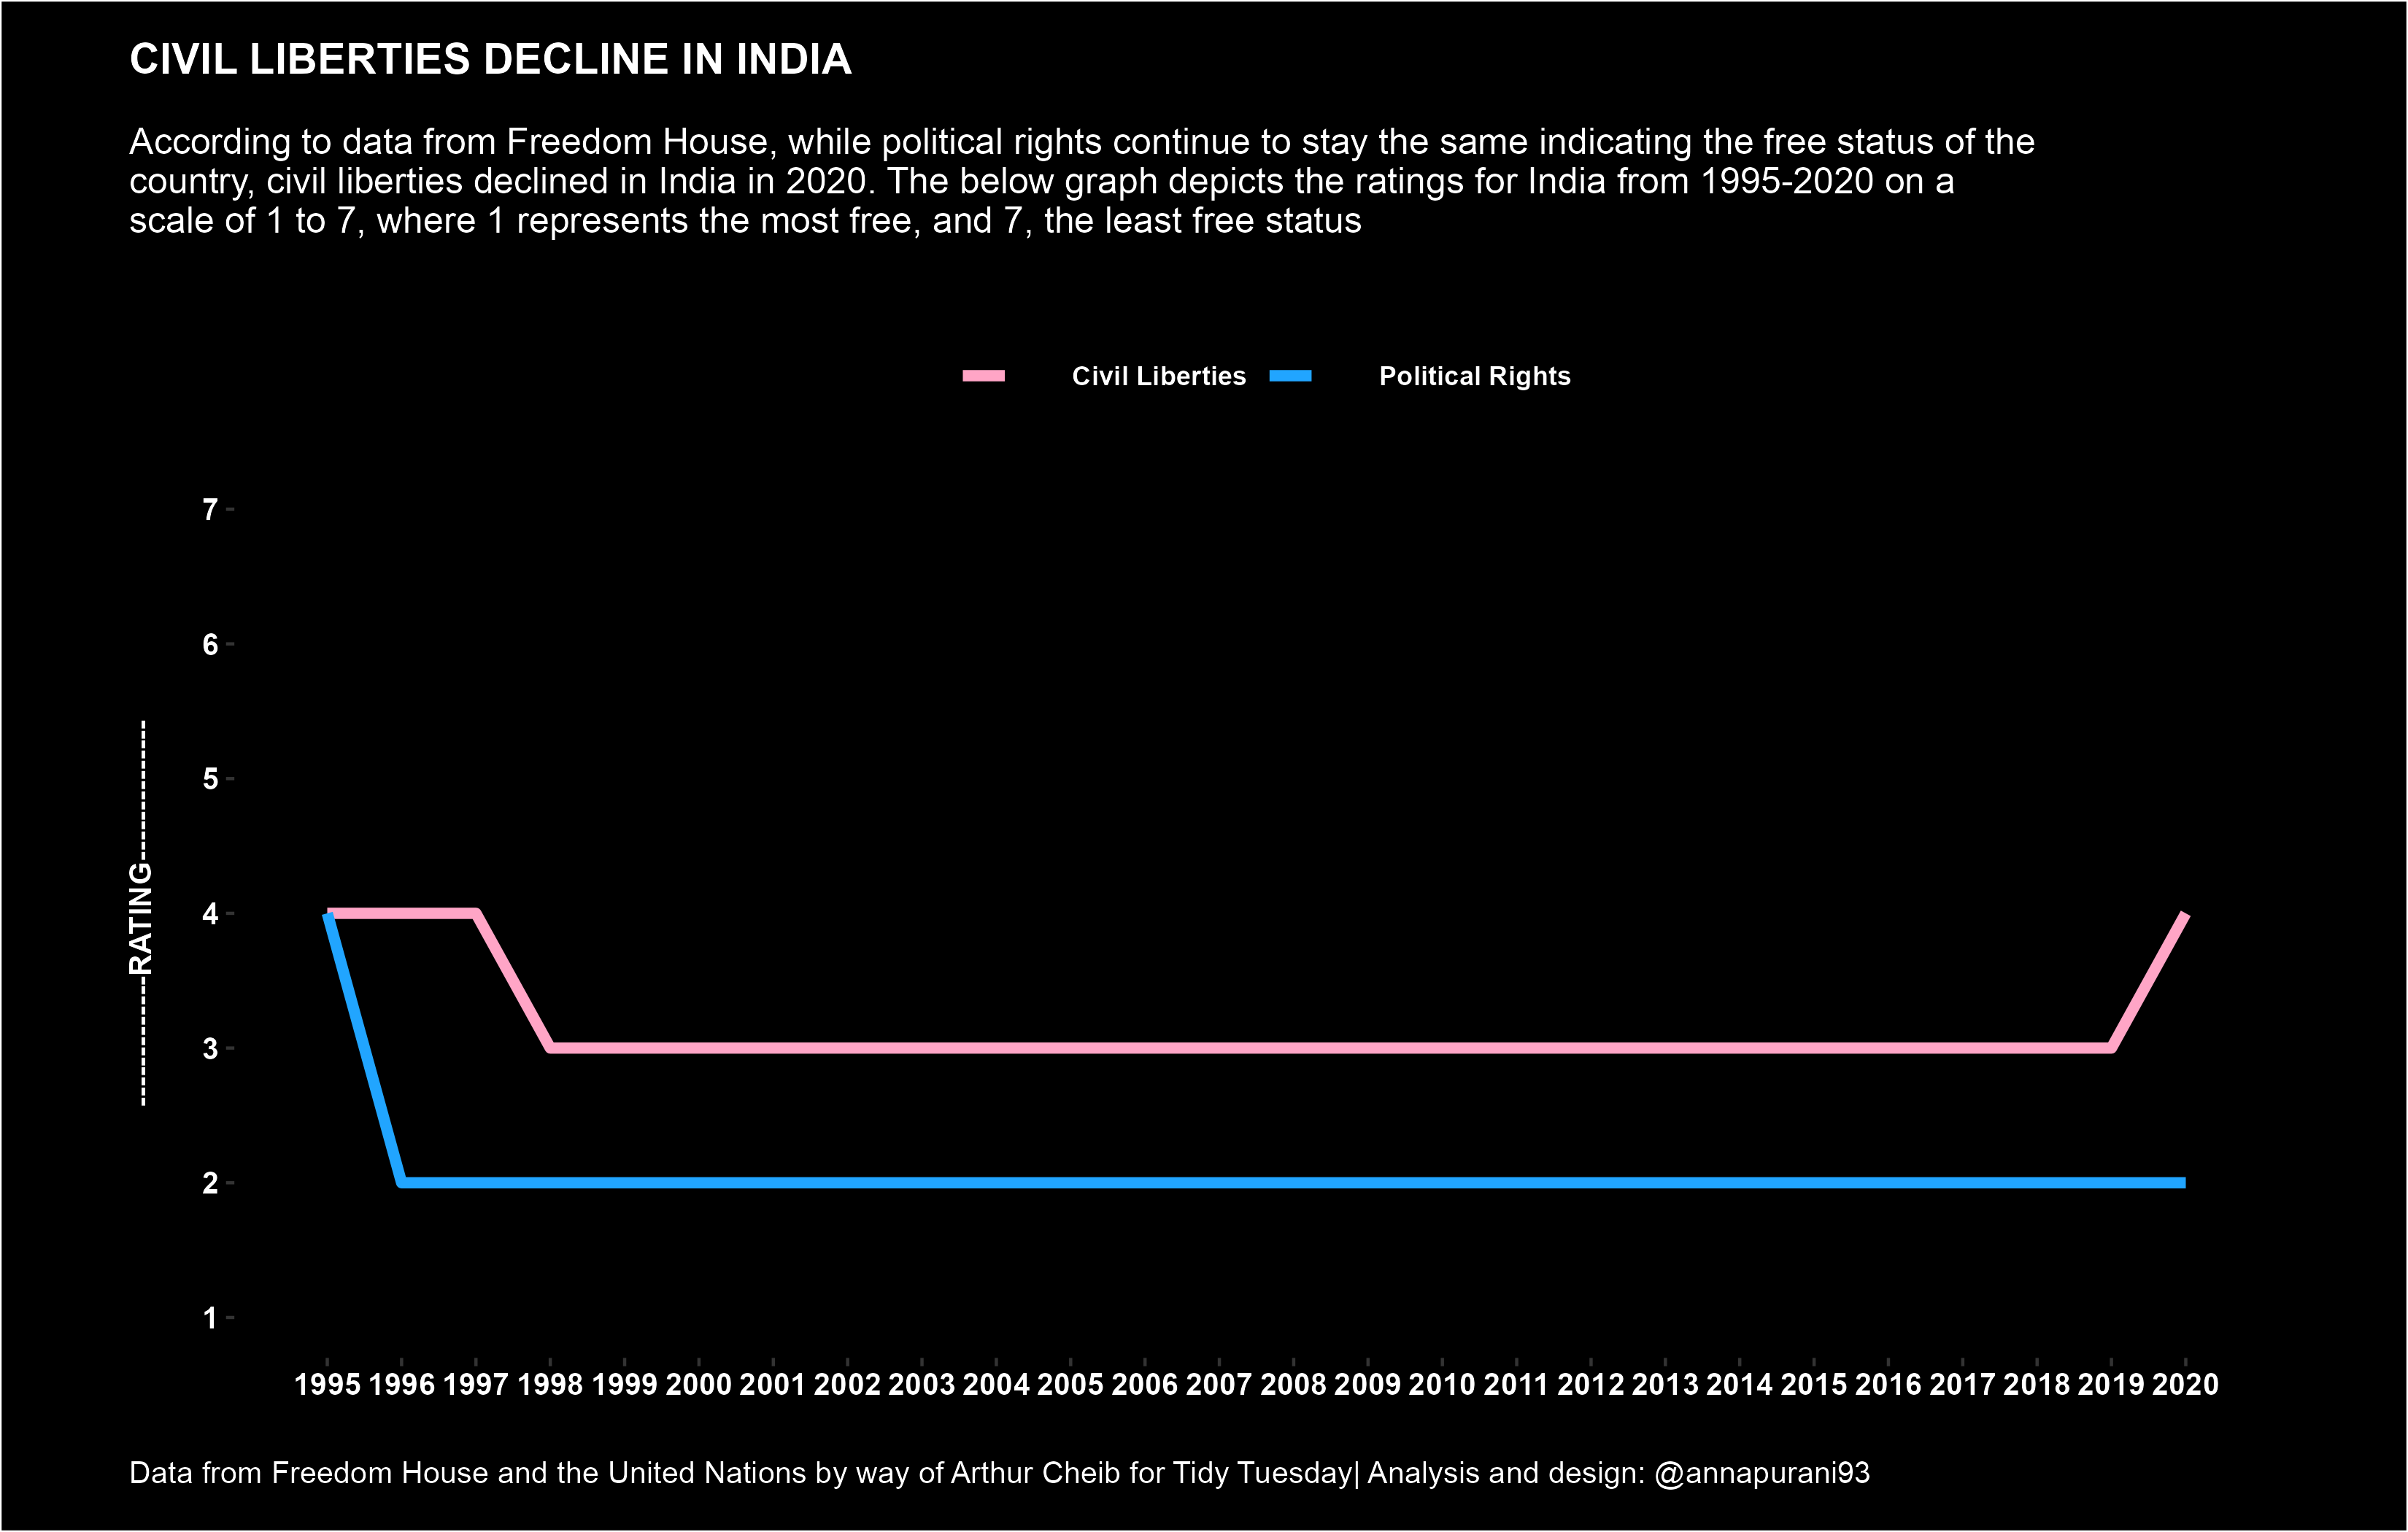 CIVIL LIBERTIES DECLINE IN INDIA
According to data from Freedom House, while political rights continue to stay the same indicating the free status of the
country, civil liberties declined in India in 2020. The below graph depicts the ratings for India from 1995-2020 on a
scale of 1 to 7, where 1 represents the most free, and 7, the least free status
Civil Liberties Political Rights
7
6
5
4
3
2
1
-------------RATING--------------
1995 1996 1997 1998 1999 2000 2001 2002 2003 2004 2005 2006 2007 2008 2009 2010 2011 2012 2013 2014 2015 2016 2017 2018 2019 2020
Data from Freedom House and the United Nations by way of Arthur Cheib for Tidy Tuesday| Analysis and design: @annapurani93